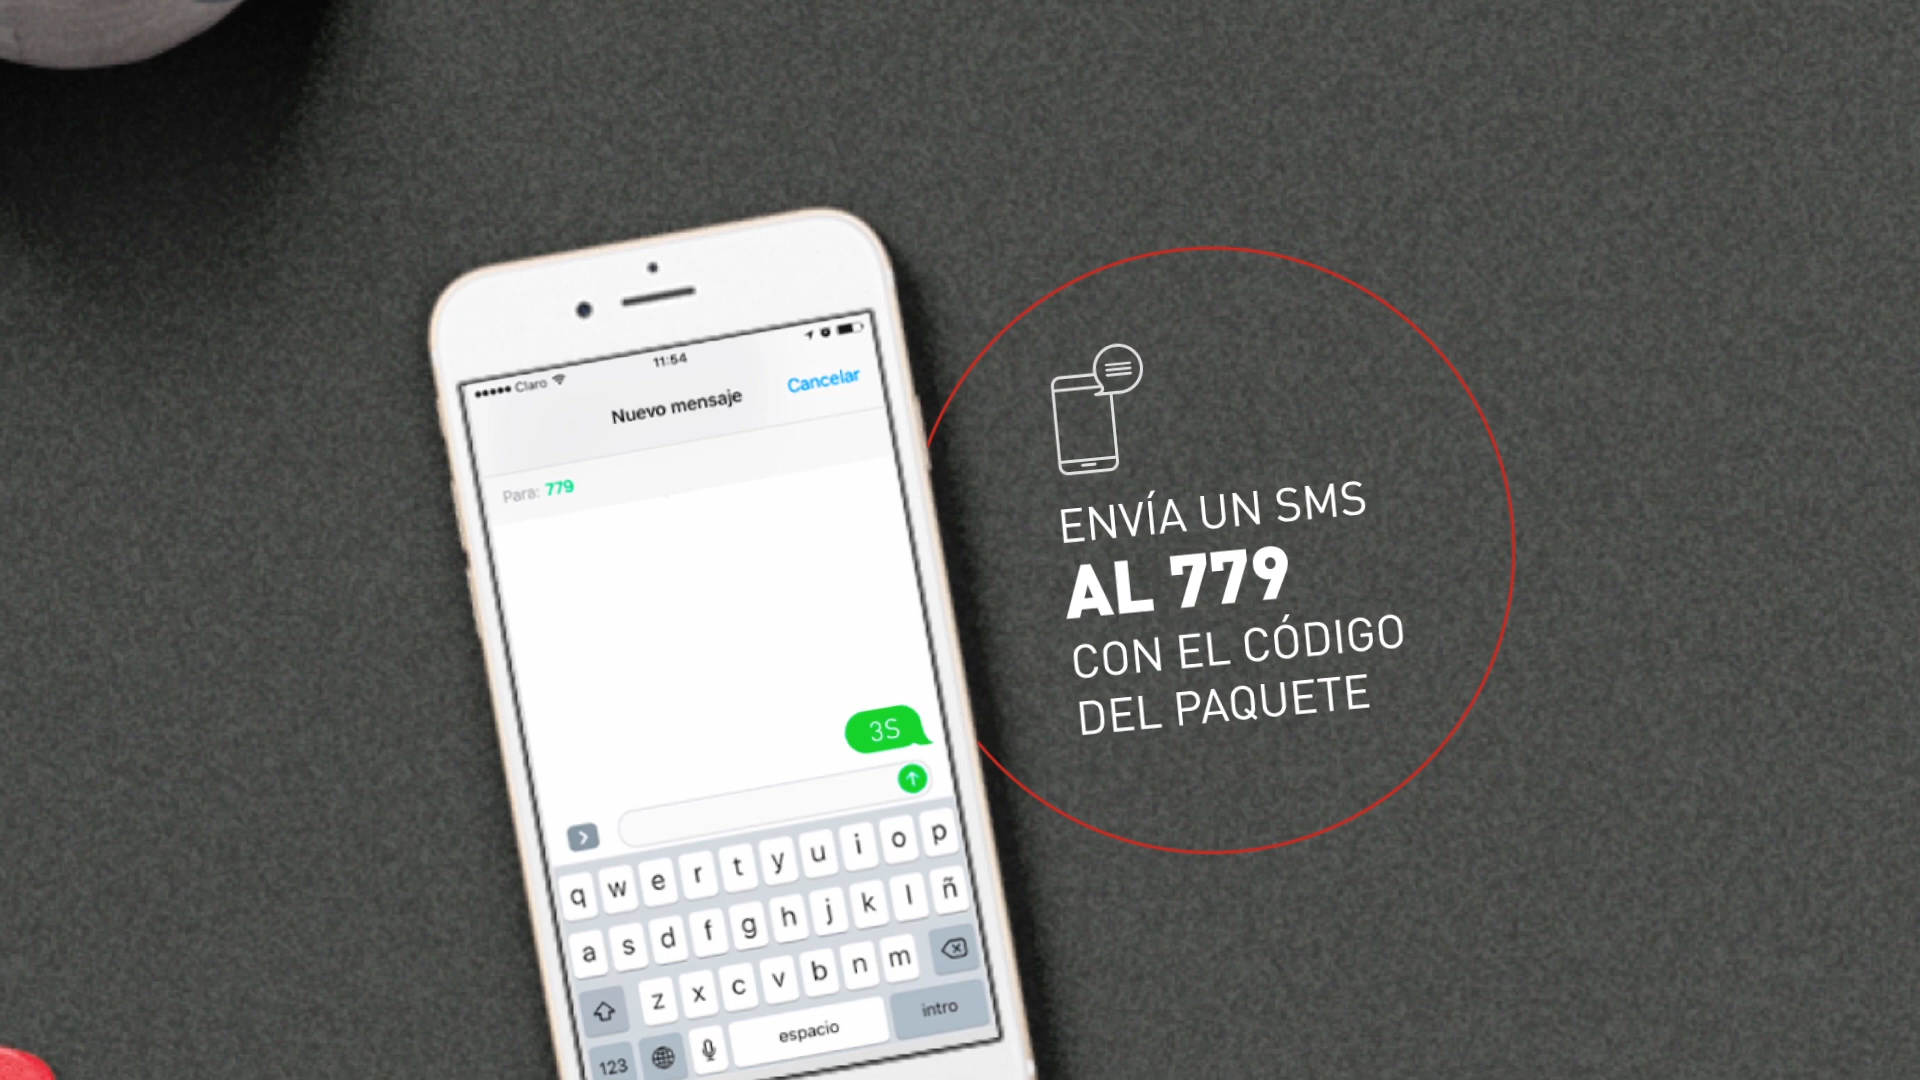 Claro
11:54
Nuevo mensaje
Cancelar
Para: 779
3S
q w e r t y u i o p
a s d f g h j k l ñ
z x c v b n m
123
espacio
intro
ENVÍA UN SMS
AL 779
CON EL CÓDIGO
DEL PAQUETE